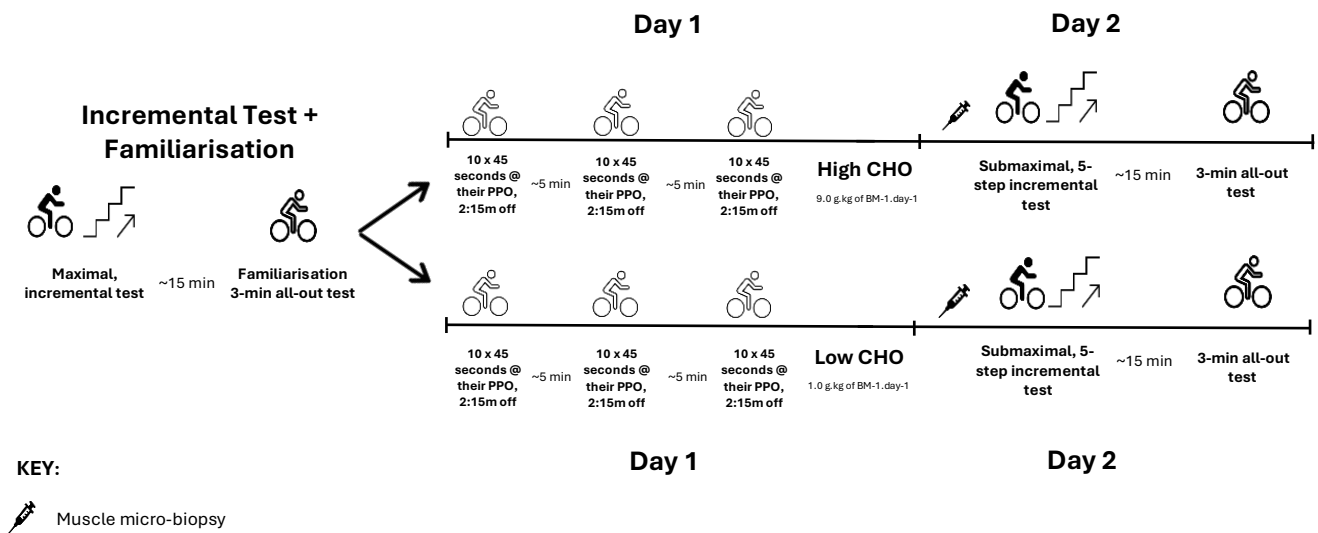 Day 1
Day 2
Incremental Test +
Familiarisation
Maximal,
incremental test
~15 min
Familiarisation
3-min all-out test
10 x 45
seconds @
their PPO,
2:15m off
~5 min
10 x 45
seconds @
their PPO,
2:15m off
~5 min
10 x 45
seconds @
their PPO,
2:15m off
High CHO
9.0 g.kg of BM-1.day-1
Submaximal, 5-
step incremental
test
~15 min
3-min all-out
test
10 x 45
seconds @
their PPO,
2:15m off
~5 min
10 x 45
seconds @
their PPO,
2:15m off
~5 min
10 x 45
seconds @
their PPO,
2:15m off
Low CHO
1.0 g.kg of BM-1.day-1
Submaximal, 5-
step incremental
test
~15 min
3-min all-out
test
Day 1
Day 2
KEY:
Muscle micro-biopsy